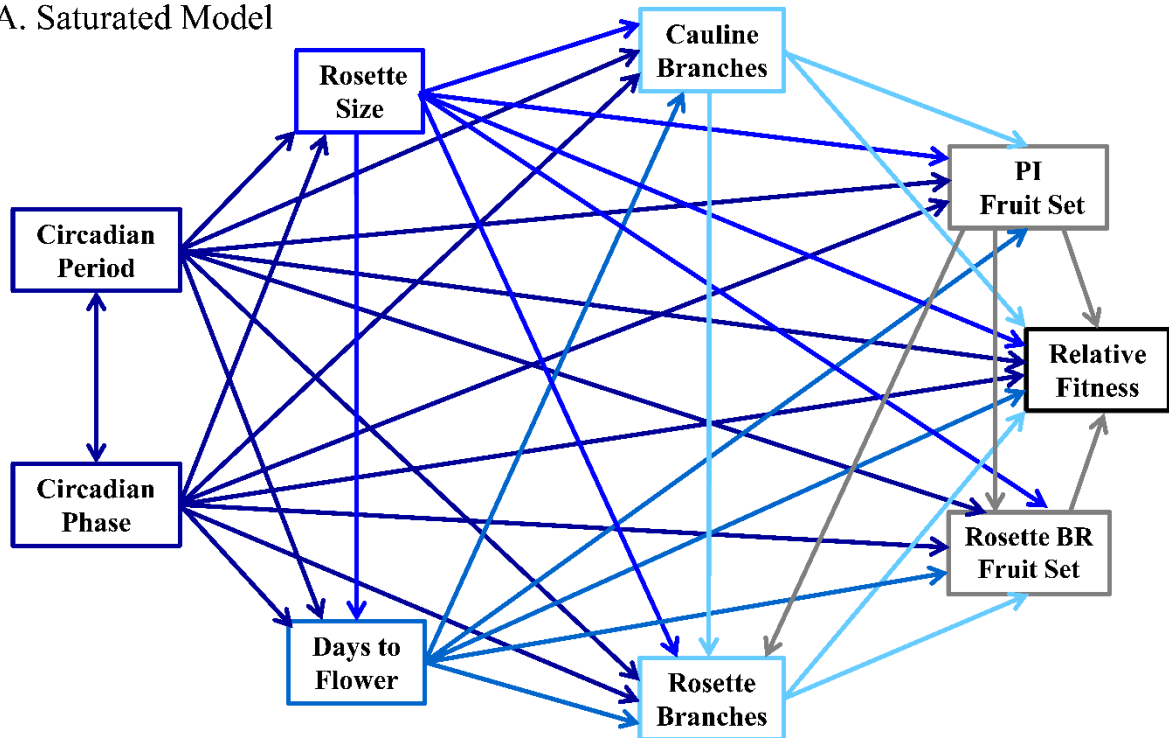 A. Saturated Model
Cauline
Branches
Rosette
Size
PI
Fruit Set
Circadian
Period
Relative
Fitness
Circadian
Phase
Rosette BR
Fruit Set
Days to
Flower
Rosette
Branches